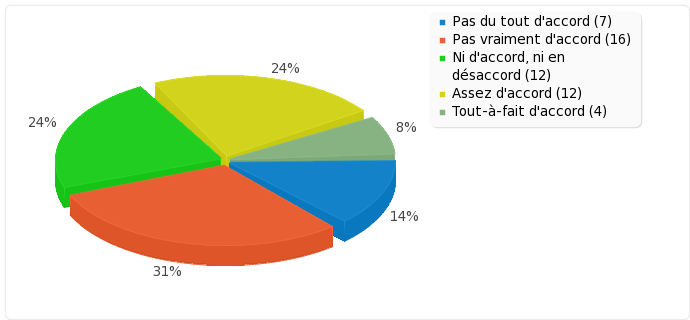 Pas du tout d'accord (7)
Pas vraiment d'accord (16)
Ni d'accord, ni en
désaccord (12)
Assez d'accord (12)
Tout-à-fait d'accord (4)
24%
24%
8%
14%
31%